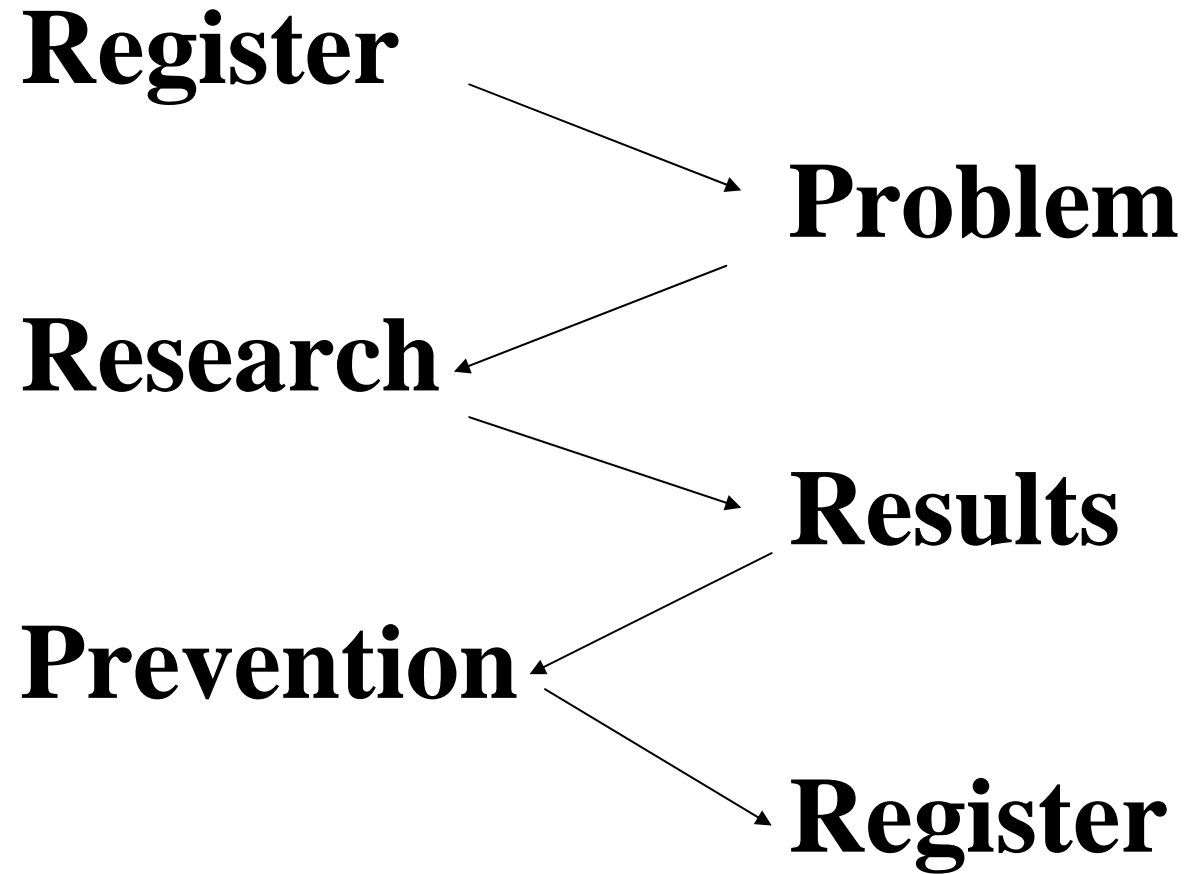 Register
Problem
Research
Results
Prevention
Register